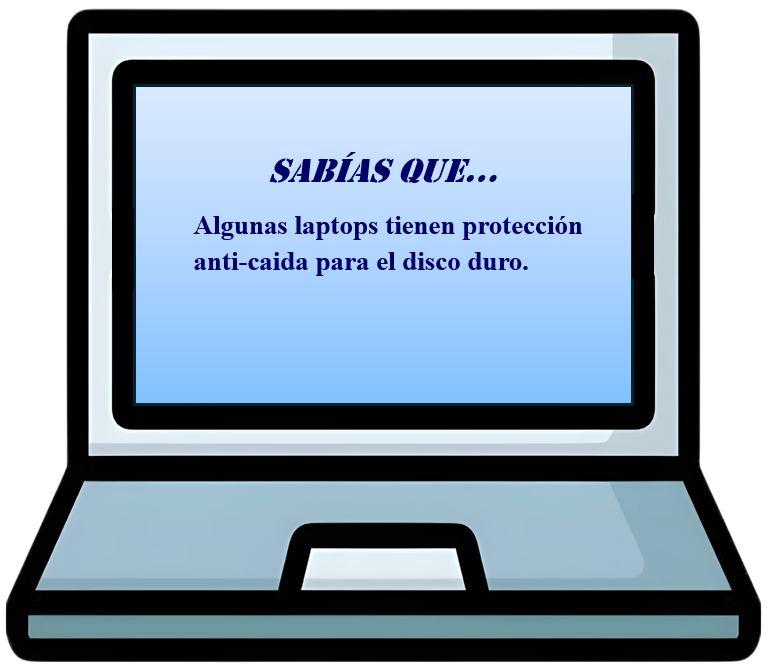 SABÍAS QUE...
Algunas laptops tienen protección
anti-caida para el disco duro.